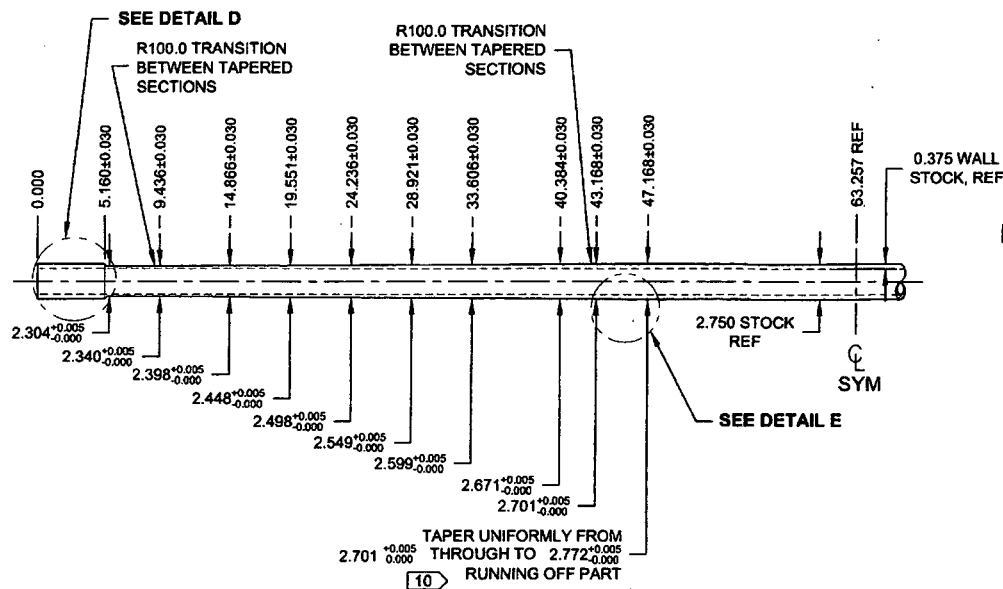 SEE DETAIL D
R100.0 TRANSITION
BETWEEN TAPERED
SECTIONS
R100.0 TRANSITION
BETWEEN TAPERED
SECTIONS
0.000
5.160±0.030
9.436±0.030
14.866±0.030
19.551±0.030
24.236±0.030
28.921±0.030
33.606±0.030
40.384±0.030
43.168±0.030
47.168±0.030
63.257 REF
0.375 WALL
STOCK, REF
2.304 +0.005 -0.000
2.340 +0.005 -0.000
2.398 +0.005 -0.000
2.448 +0.005 -0.000
2.498 +0.005 -0.000
2.549 +0.005 -0.000
2.599 +0.005 -0.000
2.671 +0.005 -0.000
2.701 +0.005 -0.000
2.750 STOCK
REF
℄
SYM
SEE DETAIL E
TAPER UNIFORMLY FROM
2.701 +0.005 0.000 THROUGH TO 2.772 +0.005 -0.000
RUNNING OFF PART
10